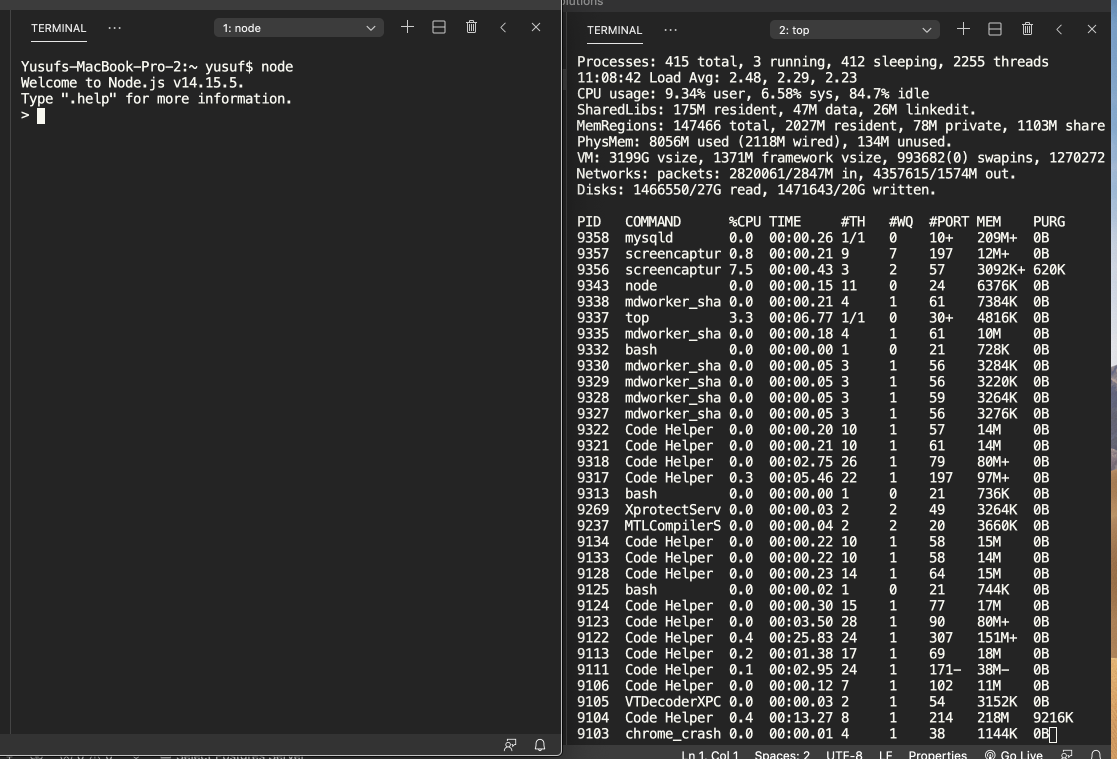 TERMINAL ...
1: node
Yusufs-MacBook-Pro-2:~ yusuf$ node
Welcome to Node.js v14.15.5.
Type ".help" for more information.
>
TERMINAL ...
2: top
Processes: 415 total, 3 running, 412 sleeping, 2255 threads
11:08:42 Load Avg: 2.48, 2.29, 2.23
CPU usage: 9.34% user, 6.58% sys, 84.7% idle
SharedLibs: 175M resident, 47M data, 26M linkedit.
MemRegions: 147466 total, 2027M resident, 78M private, 1103M share
PhysMem: 8056M used (2118M wired), 134M unused.
VM: 3199G vsize, 1371M framework vsize, 993682(0) swapins, 1270272
Networks: packets: 2820061/2847M in, 4357615/1574M out.
Disks: 1466550/27G read, 1471643/20G written.
PID COMMAND %CPU TIME #TH #WQ #PORT MEM PURG
9358 mysqld 0.0 00:00.26 1/1 0 10+ 209M+ 0B
9357 screencaptur 0.8 00:00.21 9 7 197 12M+ 0B
9356 screencaptur 7.5 00:00.43 3 2 57 3092K+ 620K
9343 node 0.0 00:00.15 11 0 24 6376K 0B
9338 mdworker_sha 0.0 00:00.21 4 1 61 7384K 0B
9337 top 3.3 00:06.77 1/1 0 30+ 4816K 0B
9335 mdworker_sha 0.0 00:00.18 4 1 61 10M 0B
9332 bash 0.0 00:00.00 1 0 21 728K 0B
9330 mdworker_sha 0.0 00:00.05 3 1 56 3284K 0B
9329 mdworker_sha 0.0 00:00.05 3 1 56 3220K 0B
9328 mdworker_sha 0.0 00:00.05 3 1 59 3264K 0B
9327 mdworker_sha 0.0 00:00.05 3 1 56 3276K 0B
9322 Code Helper 0.0 00:00.20 10 1 57 14M 0B
9321 Code Helper 0.0 00:00.21 10 1 61 14M 0B
9318 Code Helper 0.0 00:02.75 26 1 79 80M+ 0B
9317 Code Helper 0.3 00:05.46 22 1 197 97M+ 0B
9313 bash 0.0 00:00.00 1 0 21 736K 0B
9269 XprotectServ 0.0 00:00.03 2 2 49 3264K 0B
9237 MTLCompilerS 0.0 00:00.04 2 2 20 3660K 0B
9134 Code Helper 0.0 00:00.22 10 1 58 15M 0B
9133 Code Helper 0.0 00:00.22 10 1 58 14M 0B
9128 Code Helper 0.0 00:00.23 14 1 64 15M 0B
9125 bash 0.0 00:00.02 1 0 21 744K 0B
9124 Code Helper 0.0 00:00.30 15 1 77 17M 0B
9123 Code Helper 0.0 00:03.50 28 1 90 80M+ 0B
9122 Code Helper 0.4 00:25.83 24 1 307 151M+ 0B
9113 Code Helper 0.2 00:01.38 17 1 69 18M 0B
9111 Code Helper 0.1 00:02.95 24 1 171- 38M- 0B
9106 Code Helper 0.0 00:00.12 7 1 102 11M 0B
9105 VTDecoderXPC 0.0 00:00.03 2 1 54 3152K 0B
9104 Code Helper 0.4 00:13.27 8 1 214 218M 9216K
9103 chrome_crash 0.0 00:00.01 4 1 38 1144K 0B
Ln 1, Col 1 Spaces: 2 UTF-8 LF Properties Go Live
Select Postgres Server